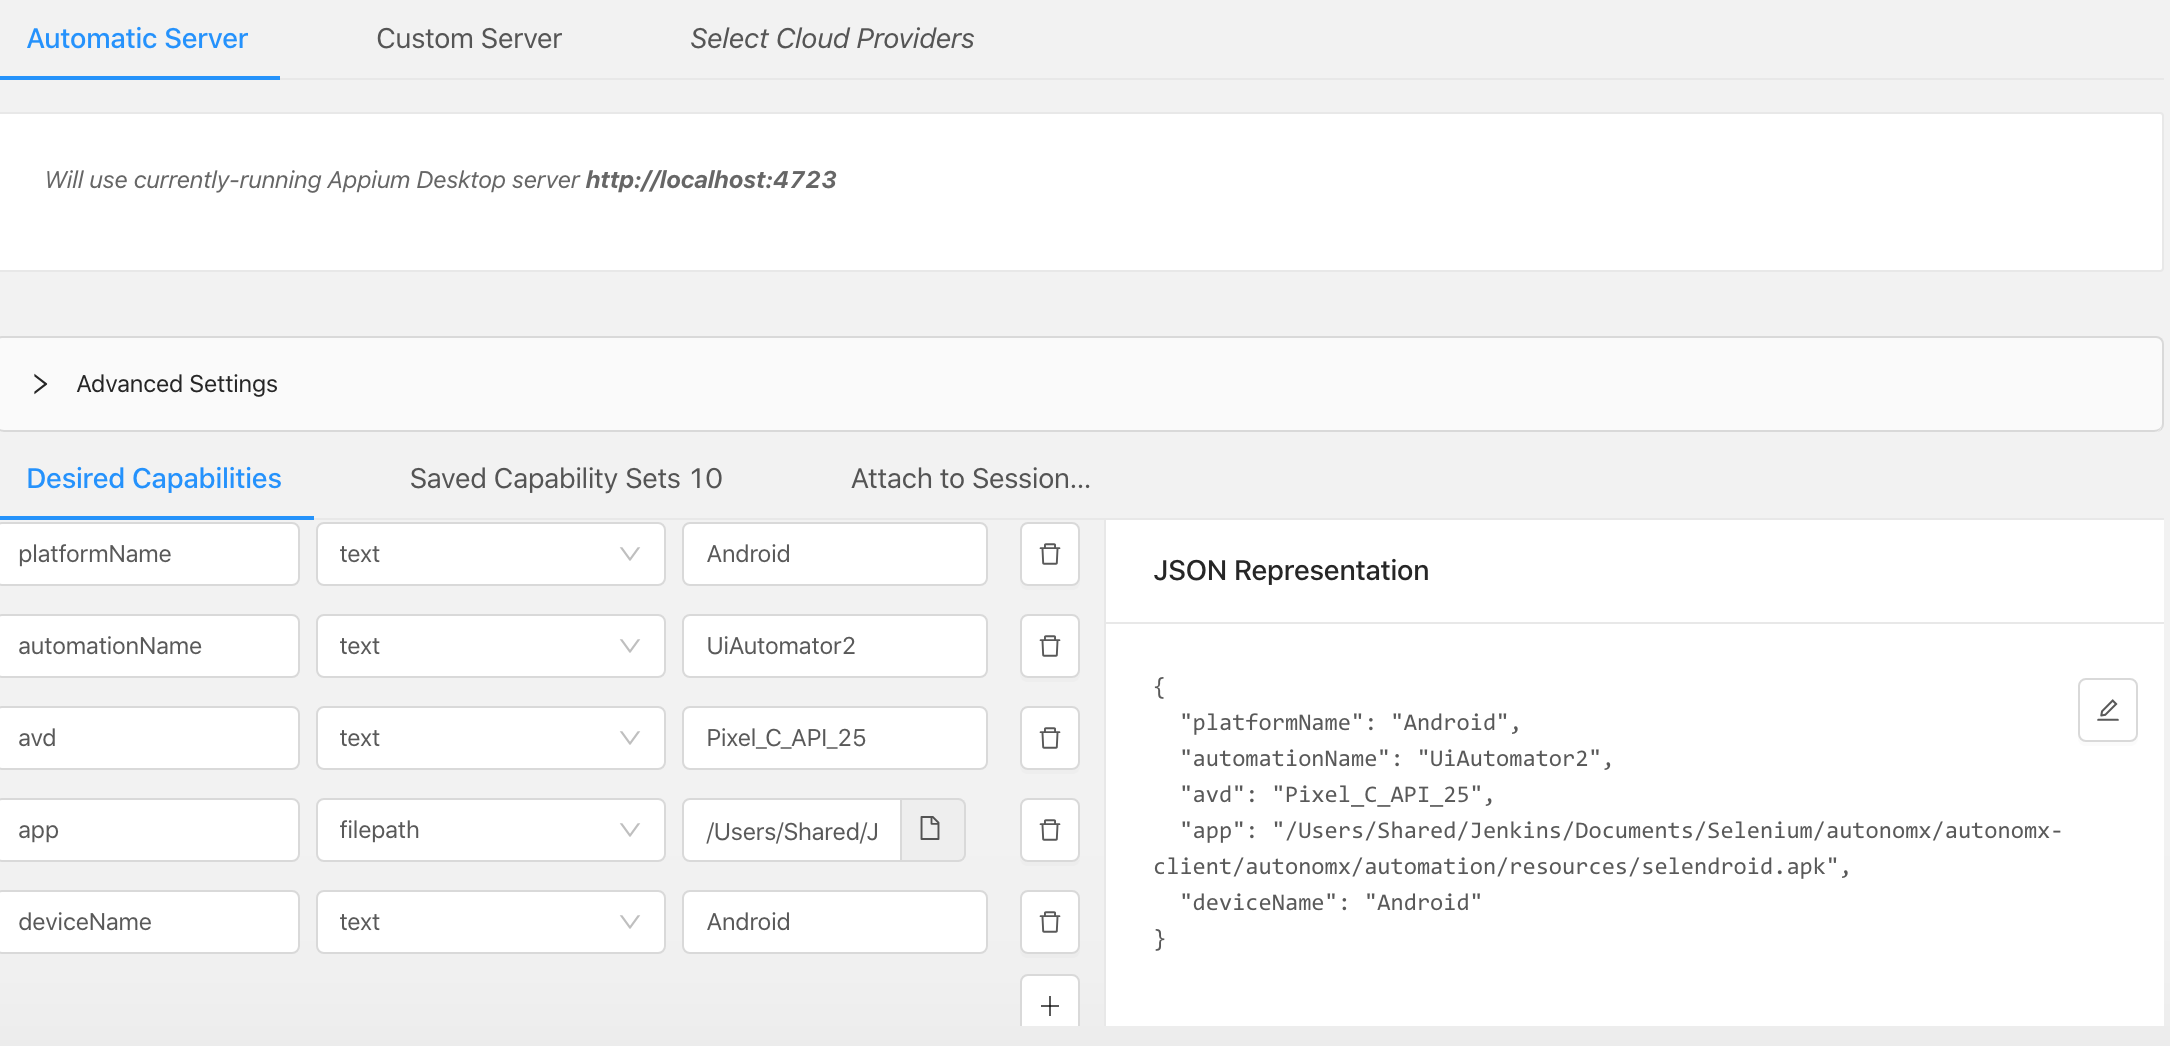 Automatic Server Custom Server Select Cloud Providers
Will use currently-running Appium Desktop server http://localhost:4723
Advanced Settings
Desired Capabilities Saved Capability Sets 10 Attach to Session...
platformName text Android
automationName text UiAutomator2
avd text Pixel_C_API_25
app filepath /Users/Shared/J
deviceName text Android
JSON Representation
{
"platformName": "Android",
"automationName": "UiAutomator2",
"avd": "Pixel_C_API_25",
"app": "/Users/Shared/Jenkins/Documents/Selenium/autonomx/autonomx-
client/autonomx/automation/resources/selendroid.apk",
"deviceName": "Android"
}